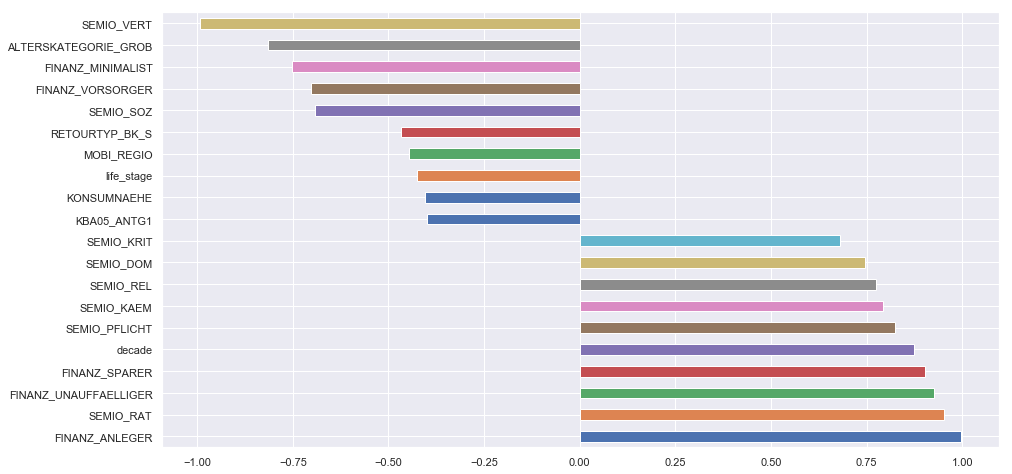 SEMIO_VERT
ALTERSKATEGORIE_GROB
FINANZ_MINIMALIST
FINANZ_VORSORGER
SEMIO_SOZ
RETOURTYP_BK_S
MOBI_REGIO
life_stage
KONSUMNAEHE
KBA05_ANTG1
SEMIO_KRIT
SEMIO_DOM
SEMIO_REL
SEMIO_KAEM
SEMIO_PFLICHT
decade
FINANZ_SPARER
FINANZ_UNAUFFAELLIGER
SEMIO_RAT
FINANZ_ANLEGER
−1.00 −0.75 −0.50 −0.25 0.00 0.25 0.50 0.75 1.00